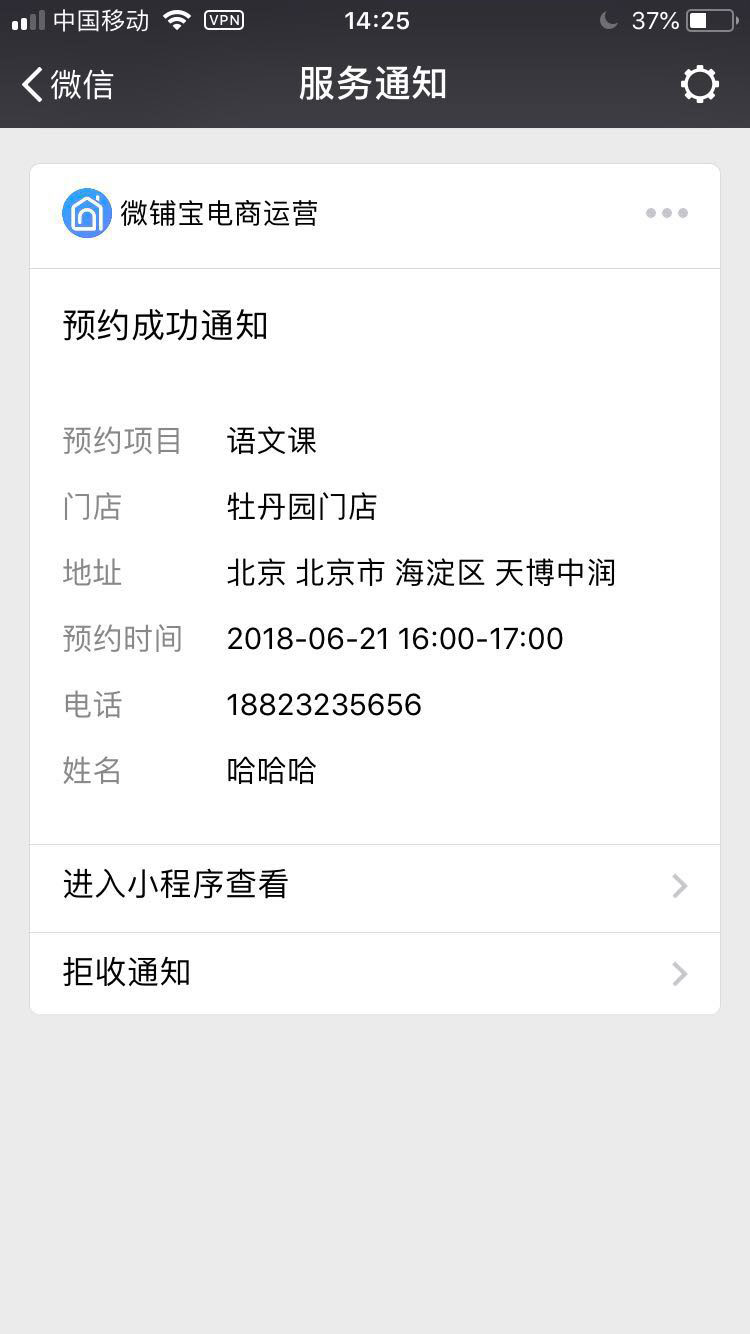 中国移动 VPN 14:25 37%
微信 服务通知
微铺宝电商运营
预约成功通知
预约项目 语文课
门店 牡丹园门店
地址 北京 北京市 海淀区 天博中润
预约时间 2018-06-21 16:00-17:00
电话 18823235656
姓名 哈哈哈
进入小程序查看
拒收通知